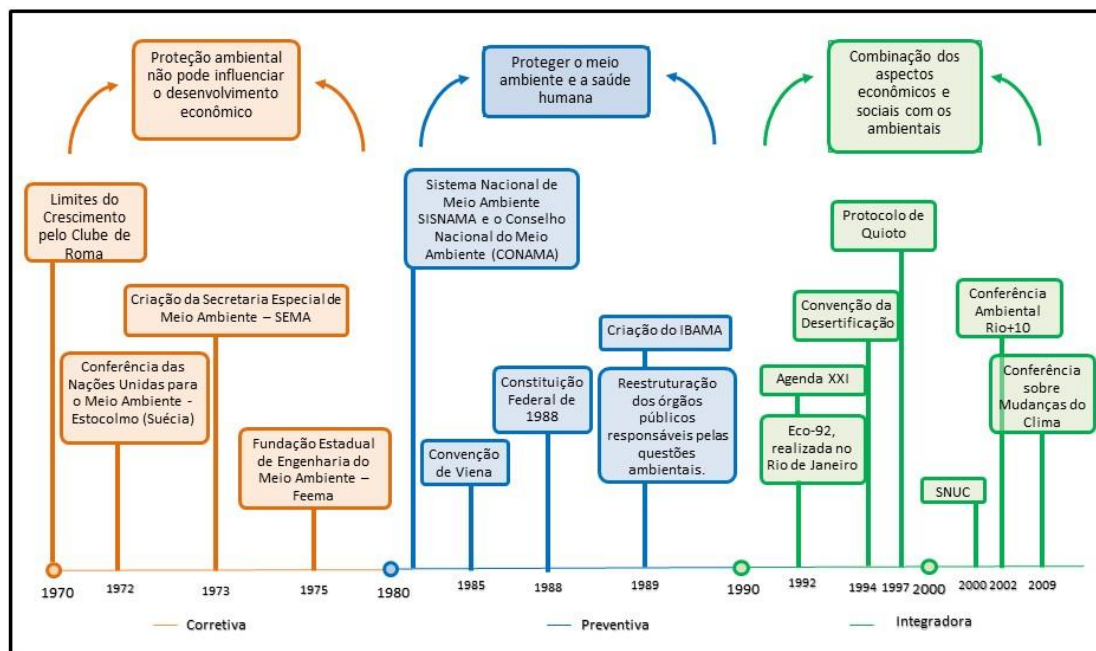 Proteção ambiental
não pode influenciar
o desenvolvimento
econômico
Proteger o meio
ambiente e a saúde
humana
Combinação dos
aspectos
econômicos e
sociais com os
ambientais
Limites do
Crescimento
pelo Clube de
Roma
Criação da Secretaria Especial de
Meio Ambiente – SEMA
Conferência das
Nações Unidas para
o Meio Ambiente -
Estocolmo (Suécia)
Fundação Estadual
de Engenharia do
Meio Ambiente –
Feema
Sistema Nacional de
Meio Ambiente
SISNAMA e o Conselho
Nacional do Meio
Ambiente (CONAMA)
Convenção
de Viena
Constituição
Federal de
1988
Criação do IBAMA
Reestruturação
dos órgãos
públicos
responsáveis pelas
questões
ambientais.
Protocolo de
Quioto
Convenção da
Desertificação
Agenda XXI
Eco-92,
realizada no
Rio de Janeiro
Conferência
Ambiental
Rio+10
Conferência
sobre
Mudanças do
Clima
SNUC
1970
1972
1973
1975
1980
1985
1988
1989
1990
1992
1994
1997
2000
2000
2002
2009
Corretiva
Preventiva
Integradora